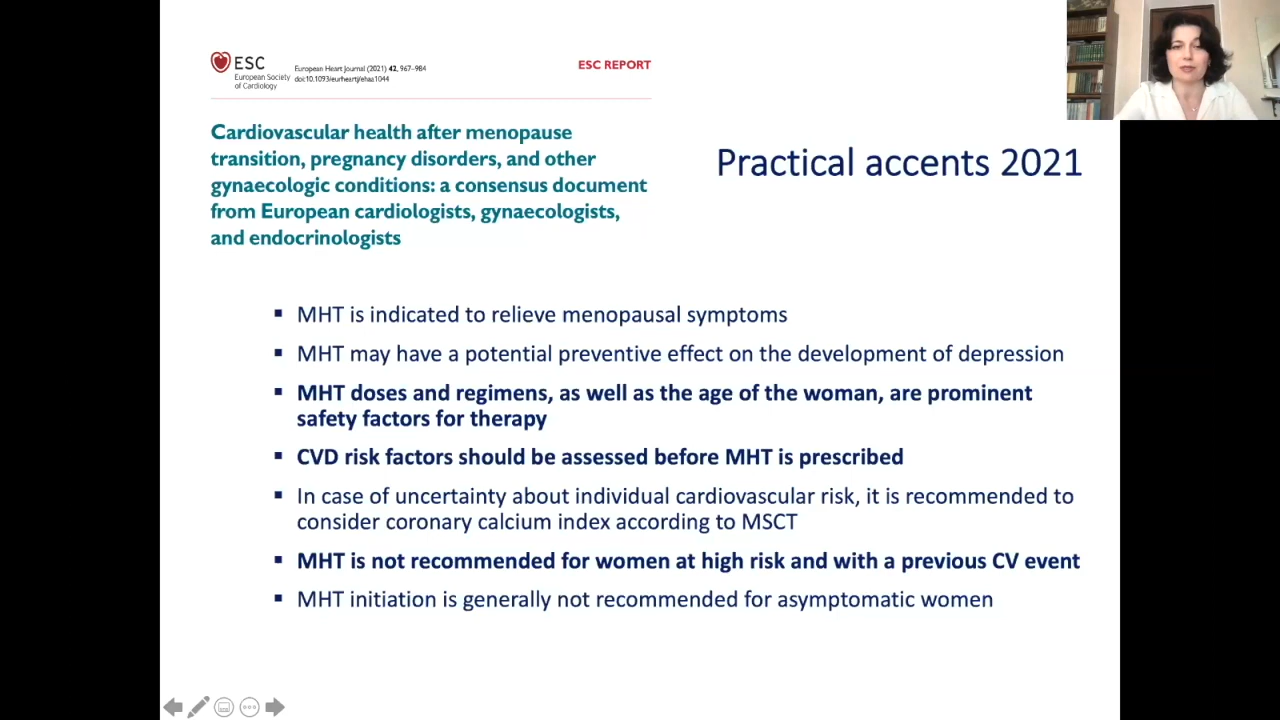 ESC
European Society
of Cardiology
European Heart Journal (2021) 42, 967–984
doi:10.1093/eurheartj/ehaa1044
ESC REPORT
Cardiovascular health after menopause
transition, pregnancy disorders, and other
gynaecologic conditions: a consensus document
from European cardiologists, gynaecologists,
and endocrinologists
Practical accents 2021
▪ MHT is indicated to relieve menopausal symptoms
▪ MHT may have a potential preventive effect on the development of depression
▪ MHT doses and regimens, as well as the age of the woman, are prominent
safety factors for therapy
▪ CVD risk factors should be assessed before MHT is prescribed
▪ In case of uncertainty about individual cardiovascular risk, it is recommended to
consider coronary calcium index according to MSCT
▪ MHT is not recommended for women at high risk and with a previous CV event
▪ MHT initiation is generally not recommended for asymptomatic women